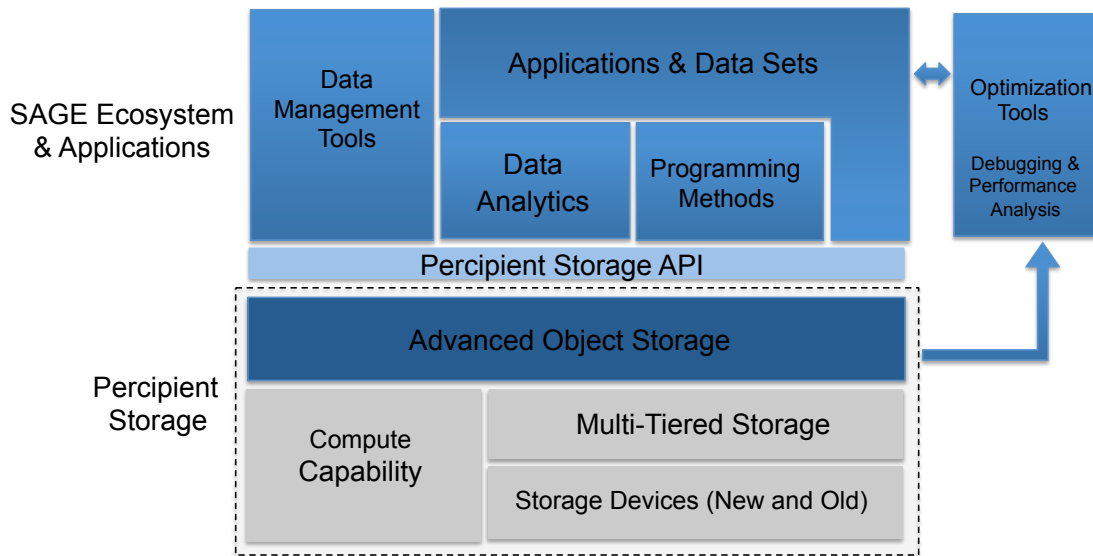 SAGE Ecosystem
& Applications
Data
Management
Tools
Applications & Data Sets
Data
Analytics
Programming
Methods
Optimization
Tools
Debugging &
Performance
Analysis
Percipient Storage API
Percipient
Storage
Advanced Object Storage
Compute
Capability
Multi-Tiered Storage
Storage Devices (New and Old)